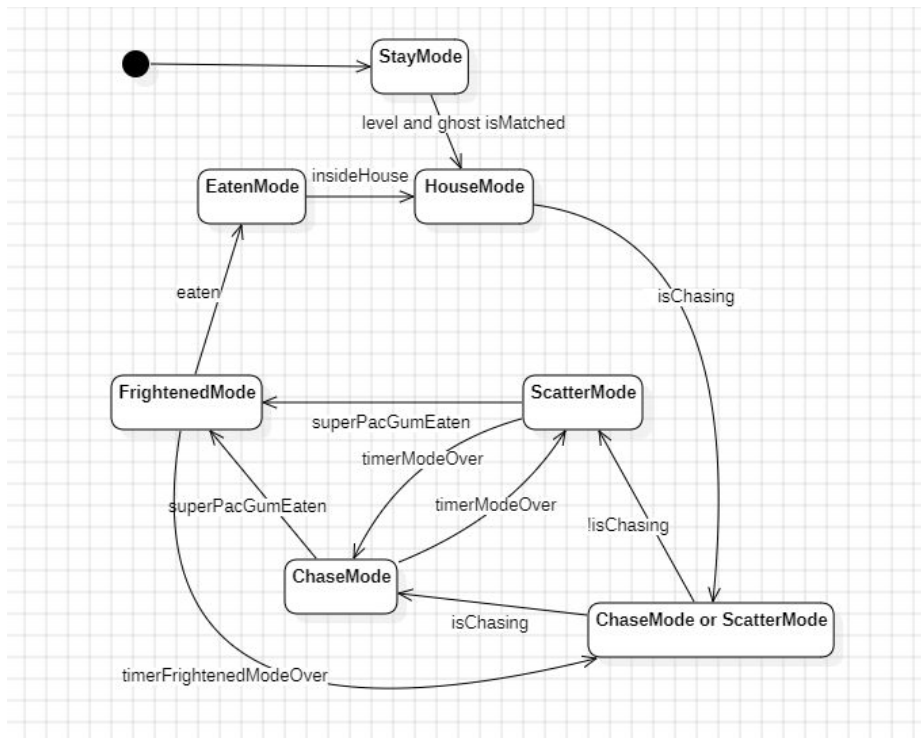 StayMode
level and ghost isMatched
EatenMode
insideHouse
HouseMode
eaten
isChasing
FrightenedMode
ScatterMode
superPacGumEaten
timerModeOver
superPacGumEaten
timerModeOver
!isChasing
ChaseMode
isChasing
ChaseMode or ScatterMode
timerFrightenedModeOver